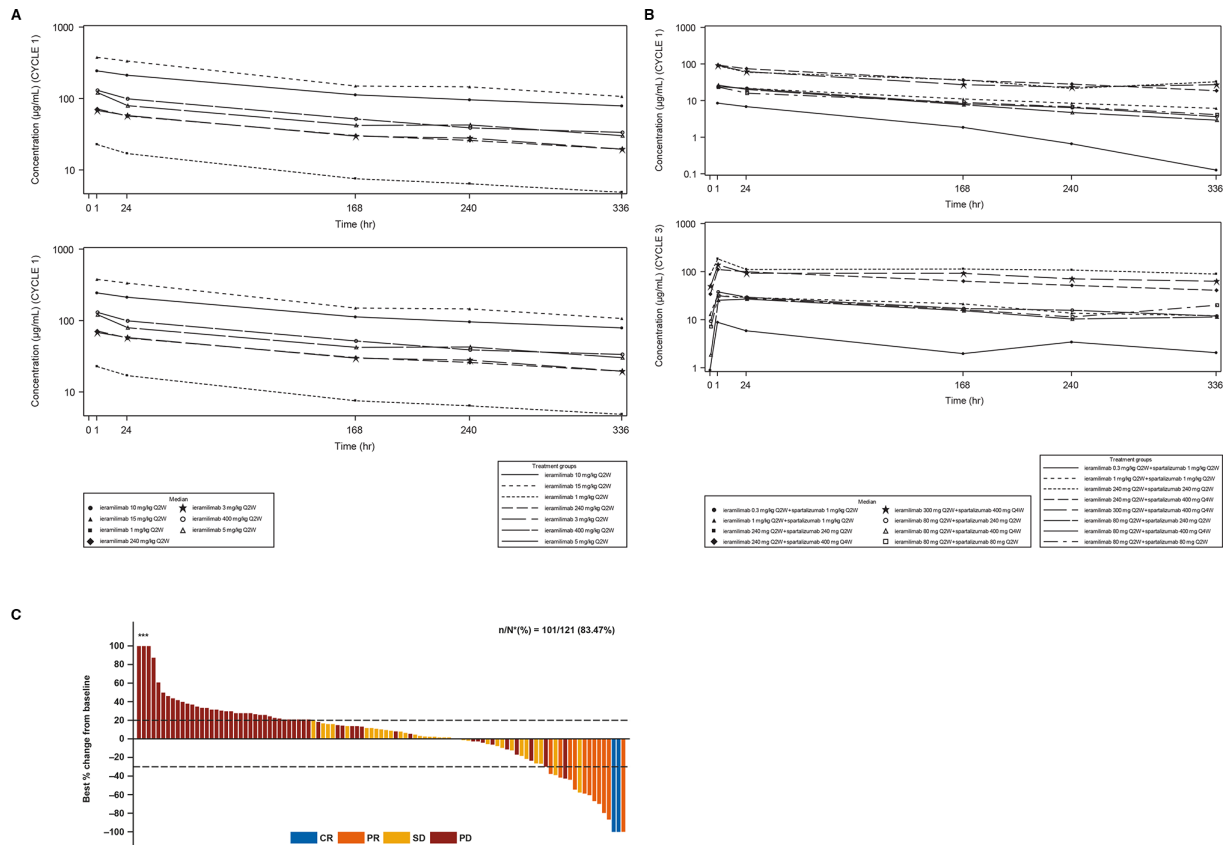 A
Concentration (µg/mL) (CYCLE 1)
1000
100
10
0 1 24 168 240 336
Time (hr)
Concentration (µg/mL) (CYCLE 1)
1000
100
10
0 1 24 168 240 336
Time (hr)
Median
ieramilimab 10 mg/kg Q2W
ieramilimab 15 mg/kg Q2W
ieramilimab 1 mg/kg Q2W
ieramilimab 240 mg/kg Q2W
ieramilimab 3 mg/kg Q2W
ieramilimab 400 mg/kg Q2W
ieramilimab 5 mg/kg Q2W
Treatment groups
ieramilimab 10 mg/kg Q2W
ieramilimab 15 mg/kg Q2W
ieramilimab 1 mg/kg Q2W
ieramilimab 240 mg/kg Q2W
ieramilimab 3 mg/kg Q2W
ieramilimab 400 mg/kg Q2W
ieramilimab 5 mg/kg Q2W
B
Concentration (µg/mL) (CYCLE 1)
1000
100
10
1
0.1
0 1 24 168 240 336
Time (hr)
Concentration (µg/mL) (CYCLE 3)
1000
100
10
1
0 1 24 168 240 336
Time (hr)
Median
ieramilimab 0.3 mg/kg Q2W+spartalizumab 1 mg/kg Q2W
ieramilimab 1 mg/kg Q2W+spartalizumab 1 mg/kg Q2W
ieramilimab 240 mg Q2W+spartalizumab 240 mg Q2W
ieramilimab 240 mg Q2W+spartalizumab 400 mg Q4W
ieramilimab 300 mg Q2W+spartalizumab 400 mg Q4W
ieramilimab 80 mg Q2W+spartalizumab 240 mg Q2W
ieramilimab 80 mg Q2W+spartalizumab 400 mg Q2W
ieramilimab 80 mg Q2W+spartalizumab 80 mg Q2W
Treatment groups
ieramilimab 0.3 mg/kg Q2W+spartalizumab 1 mg/kg Q2W
ieramilimab 1 mg/kg Q2W+spartalizumab 1 mg/kg Q2W
ieramilimab 240 mg Q2W+spartalizumab 240 mg Q2W
ieramilimab 240 mg Q2W+spartalizumab 400 mg Q4W
ieramilimab 300 mg Q2W+spartalizumab 400 mg Q4W
ieramilimab 80 mg Q2W+spartalizumab 240 mg Q2W
ieramilimab 80 mg Q2W+spartalizumab 400 mg Q4W
ieramilimab 80 mg Q2W+spartalizumab 80 mg Q2W
C
Best % change from baseline
***
n/N*(%) = 101/121 (83.47%)
100
80
60
40
20
0
−20
−40
−60
−80
−100
CR PR SD PD